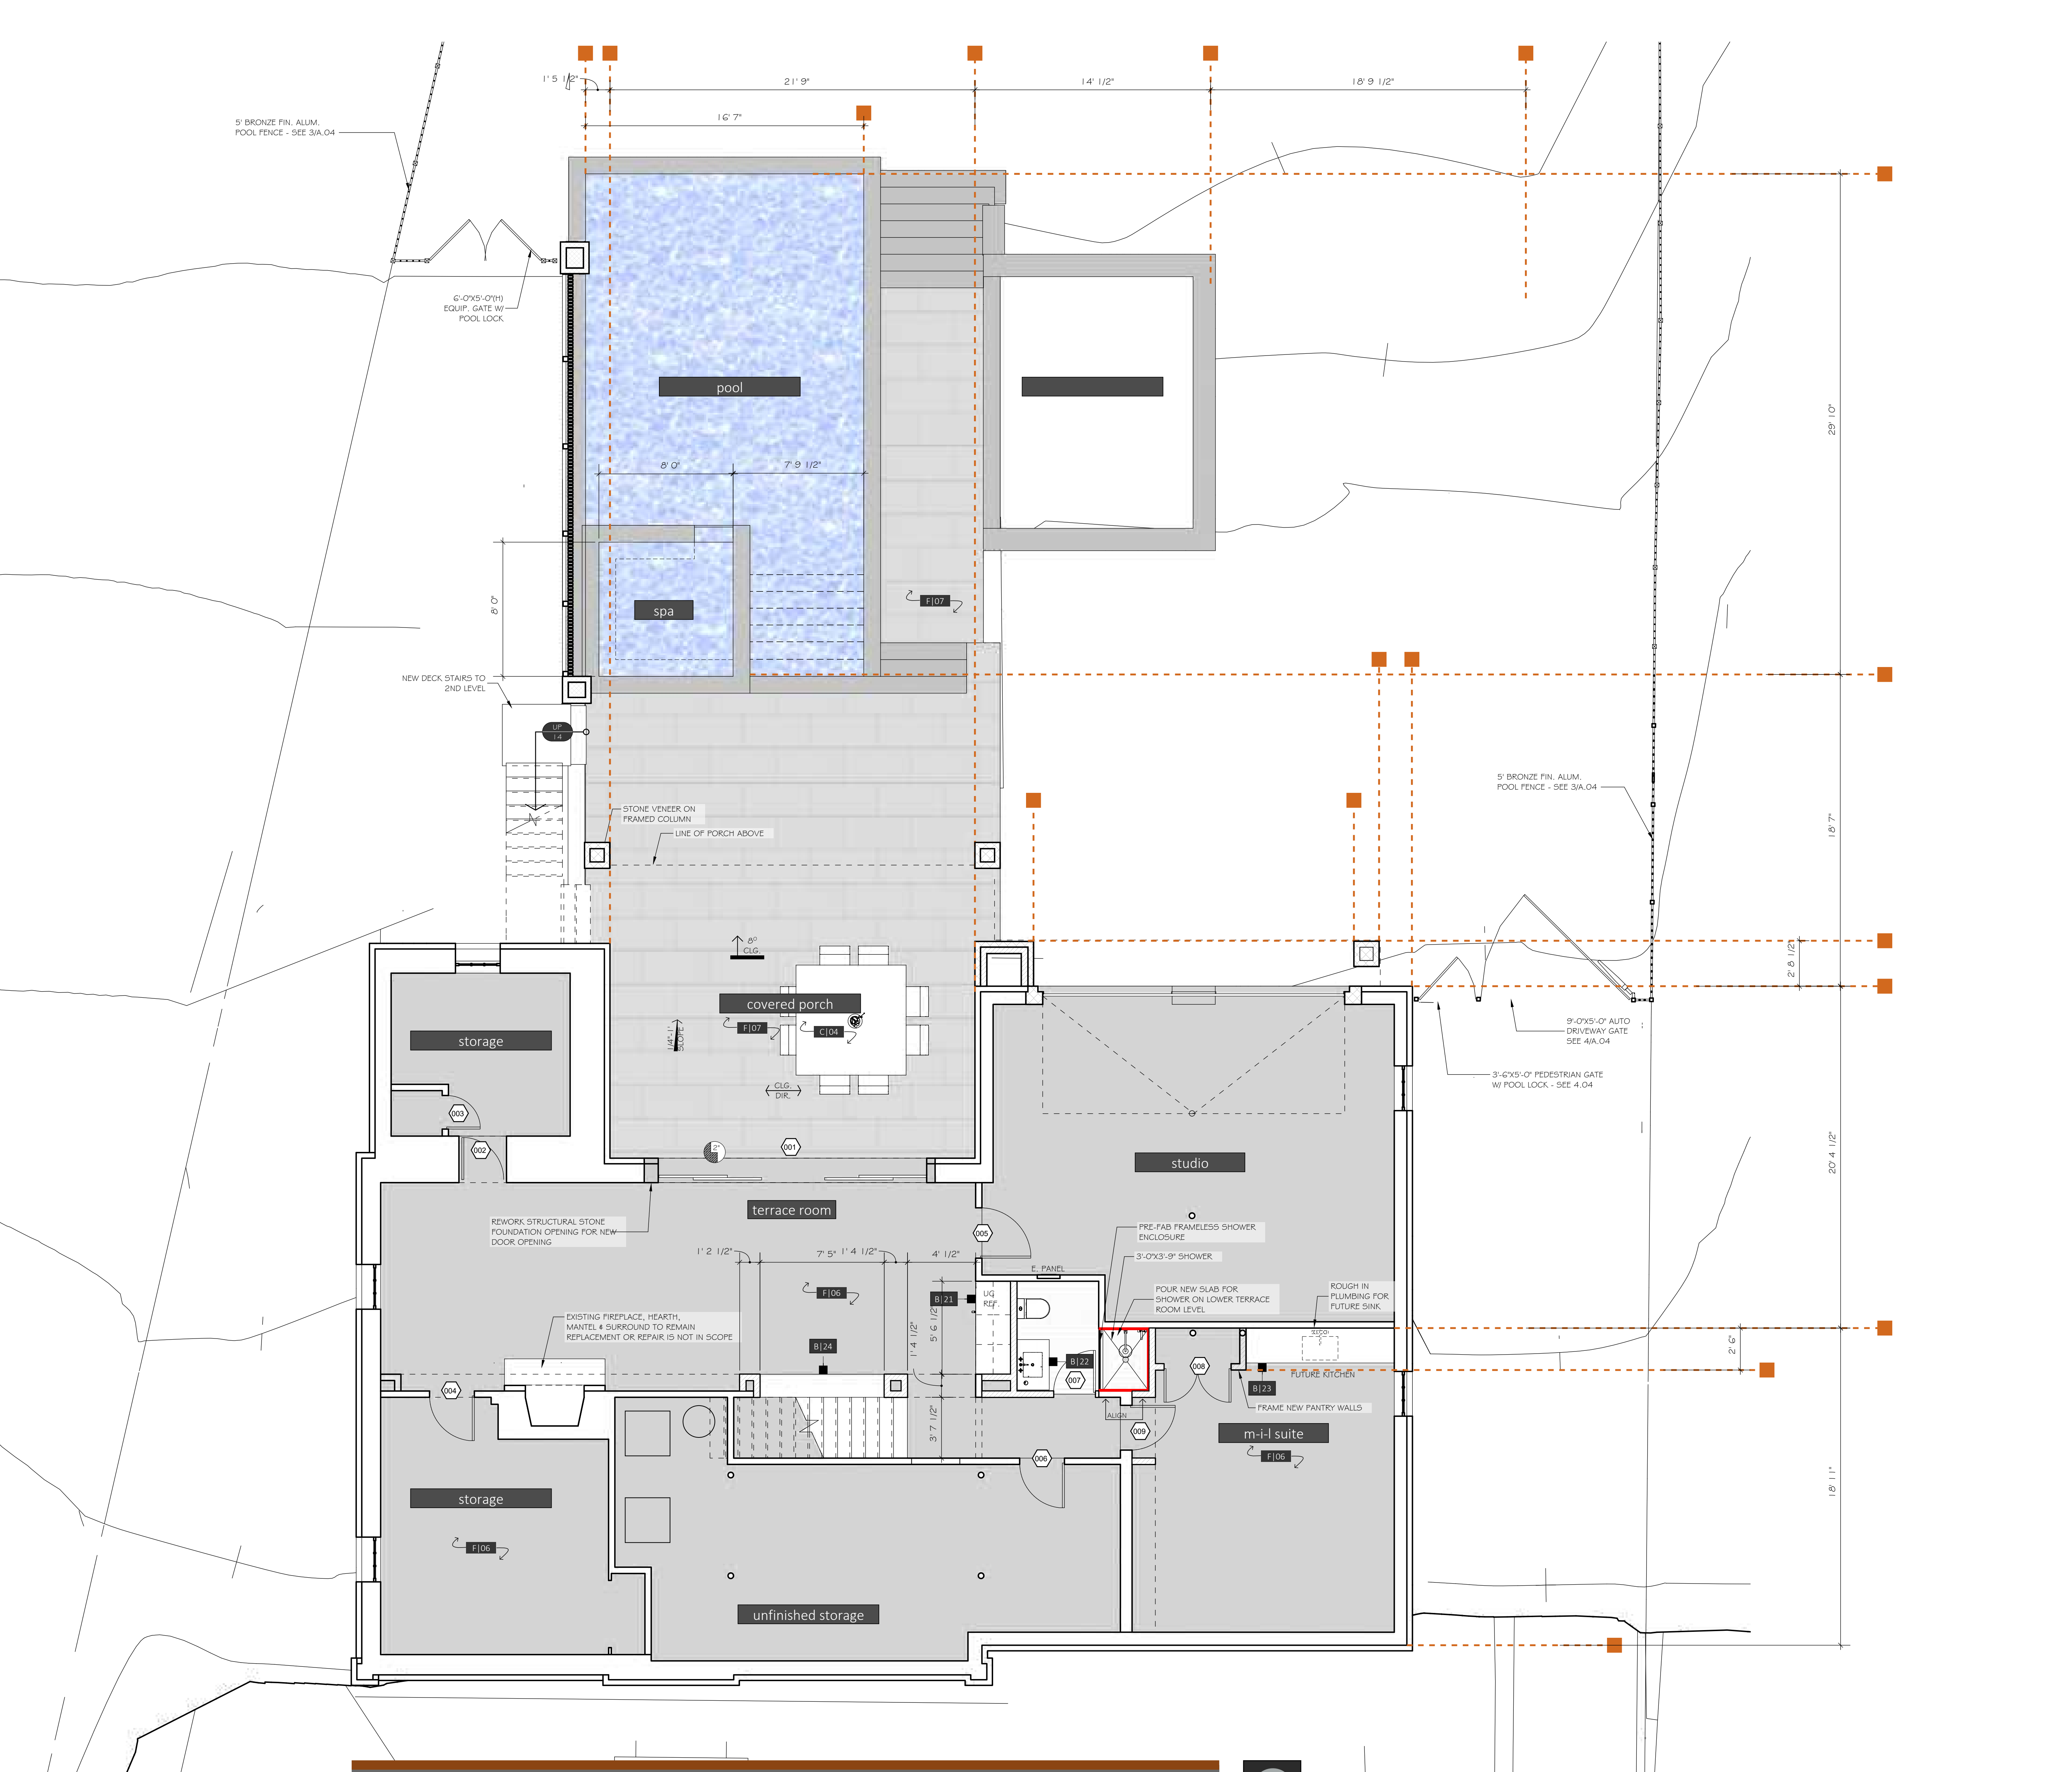 1' 5 1/2"
21' 9"
14' 1/2"
18' 9 1/2"
16' 7"
5' BRONZE FIN. ALUM.
POOL FENCE - SEE 3/A.04
6'-0"X5'-0"(H)
EQUIP. GATE W/
POOL LOCK
pool
29' 10"
8' 0"
7' 9 1/2"
8' 0"
spa
F|07
NEW DECK STAIRS TO
2ND LEVEL
UP
14
5' BRONZE FIN. ALUM.
POOL FENCE - SEE 3/A.04
STONE VENEER ON
FRAMED COLUMN
LINE OF PORCH ABOVE
18' 7"
8⁰
CLG.
2' 8 1/2"
covered porch
F|07
C|04
1/4"-1'
SLOPE
CLG.
DIR.
9'-0"X5'-0" AUTO
DRIVEWAY GATE
SEE 4/A.04
3'-6"X5'-0" PEDESTRIAN GATE
W/ POOL LOCK - SEE 4.04
storage
003
002
2"
001
studio
20' 4 1/2"
terrace room
REWORK STRUCTURAL STONE
FOUNDATION OPENING FOR NEW
DOOR OPENING
005
PRE-FAB FRAMELESS SHOWER
ENCLOSURE
1' 2 1/2"
7' 5"
1' 4 1/2"
4' 1/2"
3'-0"X3'-9" SHOWER
E. PANEL
POUR NEW SLAB FOR
SHOWER ON LOWER TERRACE
ROOM LEVEL
ROUGH IN
PLUMBING FOR
FUTURE SINK
F|06
B|21
UC
REF.
5' 6 1/2"
1' 4 1/2"
EXISTING FIREPLACE, HEARTH,
MANTEL & SURROUND TO REMAIN
REPLACEMENT OR REPAIR IS NOT IN SCOPE
B|24
B|22
007
008
2' 6"
FUTURE KITCHEN
B|23
004
FRAME NEW PANTRY WALLS
ALIGN
3' 7 1/2"
009
m-i-l suite
F|06
006
18' 11"
storage
F|06
unfinished storage